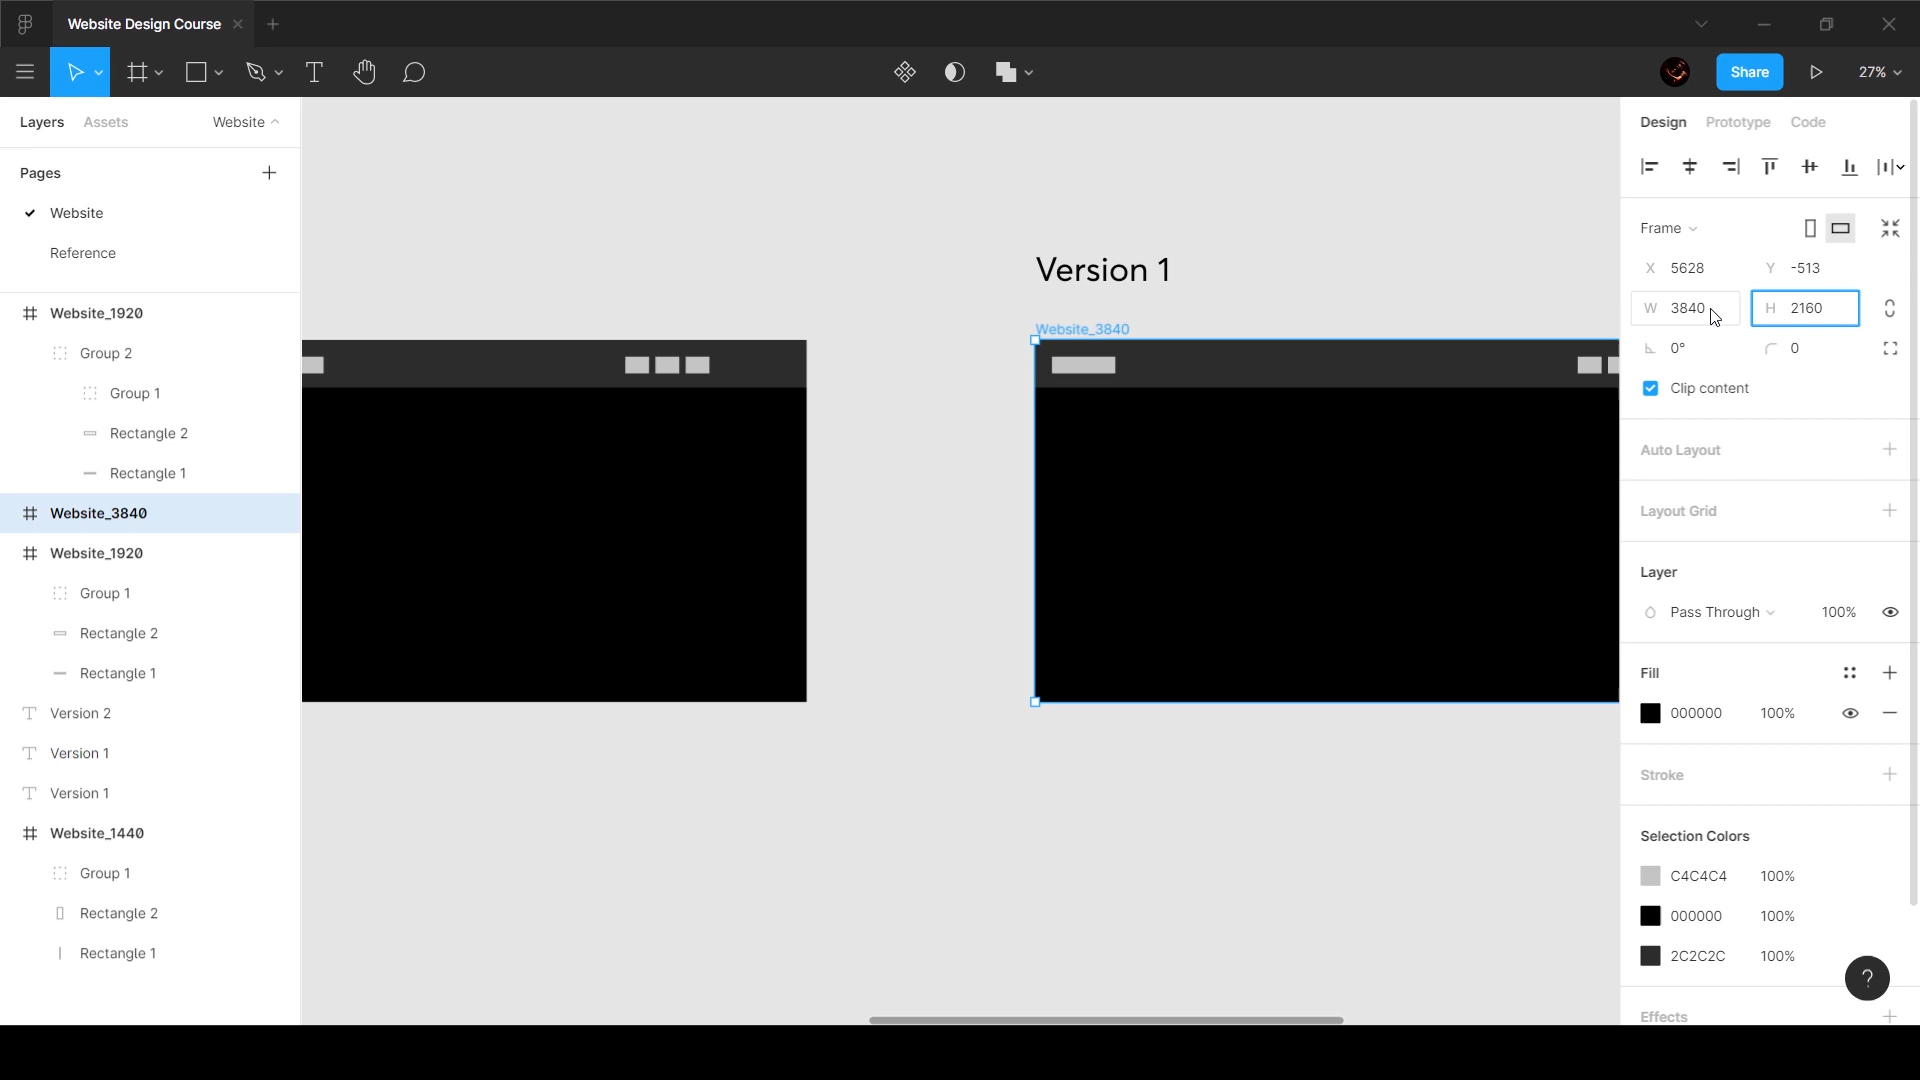 Website Design Course
Share
27%
Layers Assets Website
Pages
Website
Reference
Website_1920
Group 2
Group 1
Rectangle 2
Rectangle 1
Website_3840
Website_1920
Group 1
Rectangle 2
Rectangle 1
Version 2
Version 1
Version 1
Website_1440
Group 1
Rectangle 2
Rectangle 1
Version 1
Website_3840
Design Prototype Code
Frame
X 5628 Y -513
W 3840 H 2160
0° 0
Clip content
Auto Layout
Layout Grid
Layer
Pass Through 100%
Fill
000000 100%
Stroke
Selection Colors
C4C4C4 100%
000000 100%
2C2C2C 100%
?
Effects